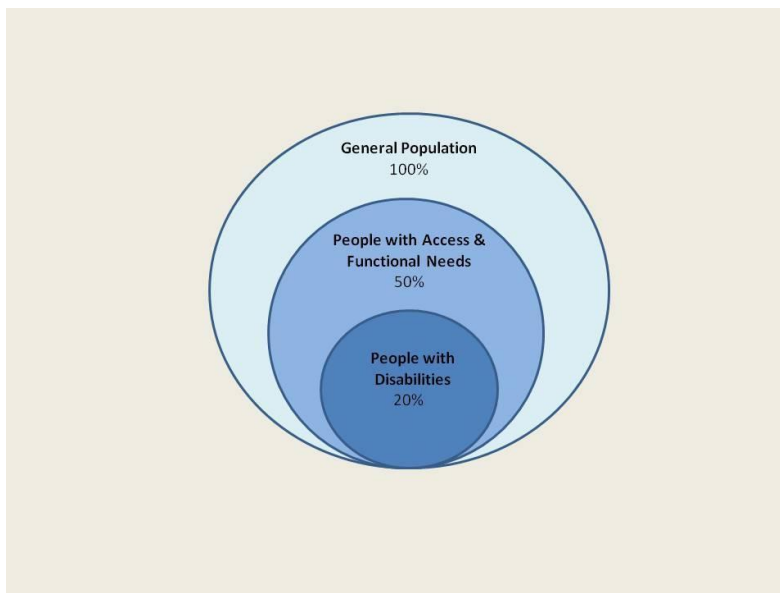 General Population
100%
People with Access &
Functional Needs
50%
People with
Disabilities
20%